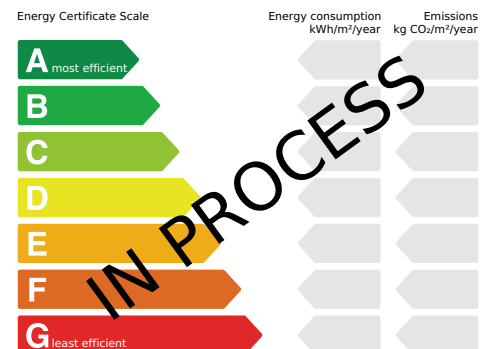 Energy Certificate Scale
Energy consumption
kWh/m²/year
Emissions
kg CO₂/m²/year
A most efficient
B
C
D
E
F
G least efficient
IN PROCESS